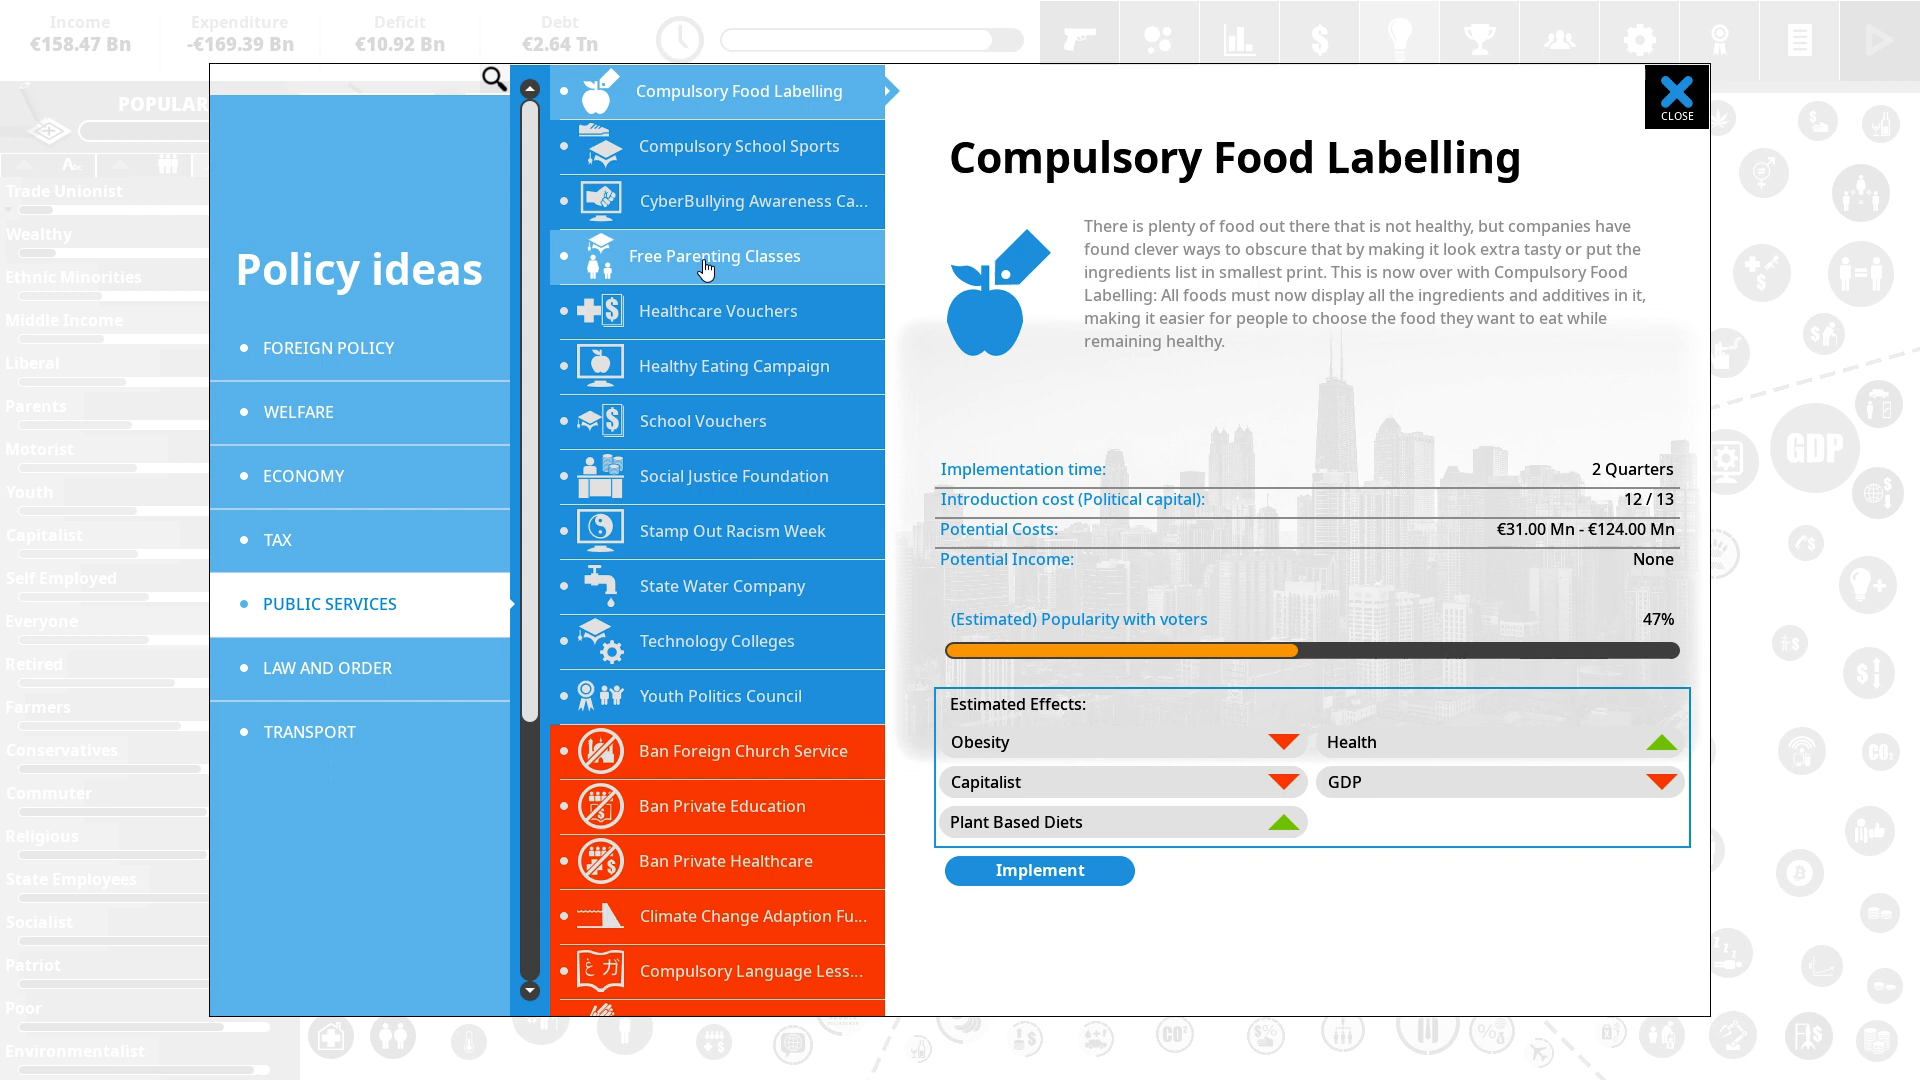 Income
€158.47 Bn
Expenditure
-€169.39 Bn
Deficit
€10.92 Bn
Debt
€2.64 Tn
POPULAR
Trade Unionist
Wealthy
Ethnic Minorities
Middle Income
Liberal
Parents
Motorist
Youth
Capitalist
Self Employed
Everyone
Retired
Farmers
Conservatives
Commuter
Religious
State Employees
Socialist
Patriot
Poor
Environmentalist
Policy ideas
FOREIGN POLICY
WELFARE
ECONOMY
TAX
PUBLIC SERVICES
LAW AND ORDER
TRANSPORT
Compulsory Food Labelling
Compulsory School Sports
CyberBullying Awareness Ca...
Free Parenting Classes
Healthcare Vouchers
Healthy Eating Campaign
School Vouchers
Social Justice Foundation
Stamp Out Racism Week
State Water Company
Technology Colleges
Youth Politics Council
Ban Foreign Church Service
Ban Private Education
Ban Private Healthcare
Climate Change Adaption Fu...
Compulsory Language Less...
CLOSE
Compulsory Food Labelling
There is plenty of food out there that is not healthy, but companies have
found clever ways to obscure that by making it look extra tasty or put the
ingredients list in smallest print. This is now over with Compulsory Food
Labelling: All foods must now display all the ingredients and additives in it,
making it easier for people to choose the food they want to eat while
remaining healthy.
Implementation time: 2 Quarters
Introduction cost (Political capital): 12 / 13
Potential Costs: €31.00 Mn - €124.00 Mn
Potential Income: None
(Estimated) Popularity with voters 47%
Estimated Effects:
Obesity
Health
Capitalist
GDP
Plant Based Diets
Implement
GDP
CO₂
CO²